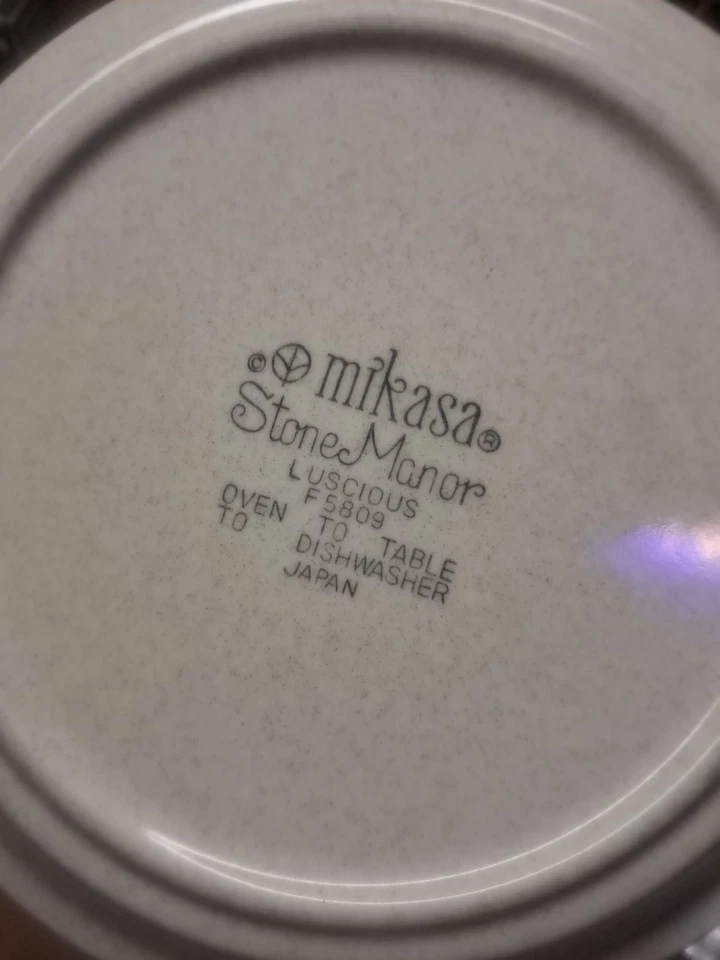 © mikasa®
Stone Manor
LUSCIOUS
F5809
OVEN TO TABLE
TO DISHWASHER
JAPAN